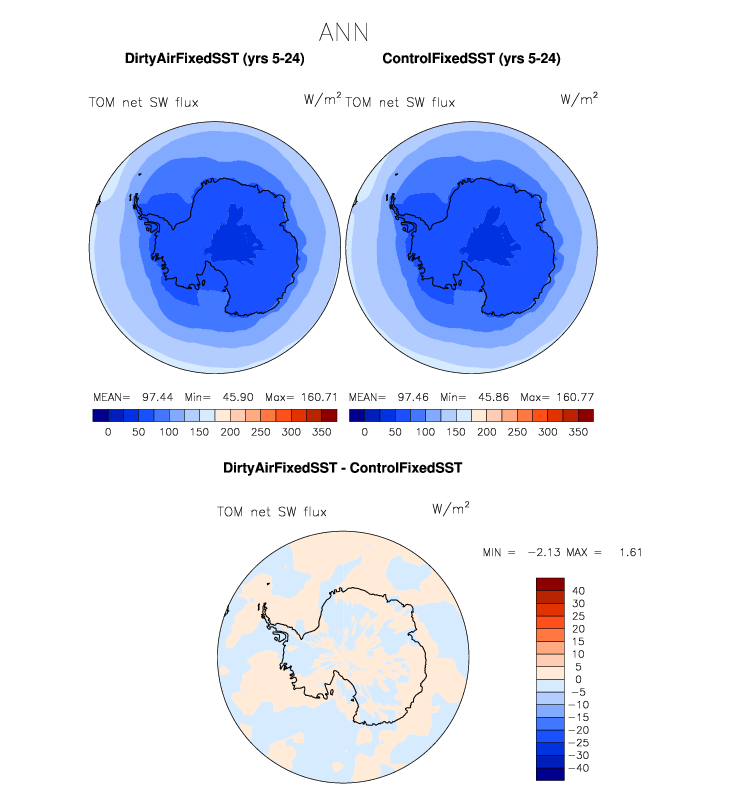 ANN
DirtyAirFixedSST (yrs 5-24) ControlFixedSST (yrs 5-24)
TOM net SW flux W/m² TOM net SW flux W/m²
MEAN= 97.44 Min= 45.90 Max= 160.71 MEAN= 97.46 Min= 45.86 Max= 160.77
0 50 100 150 200 250 300 350 0 50 100 150 200 250 300 350
DirtyAirFixedSST - ControlFixedSST
TOM net SW flux W/m²
MIN = -2.13 MAX = 1.61
40
30
25
20
15
10
5
0
-5
-10
-15
-20
-25
-30
-40